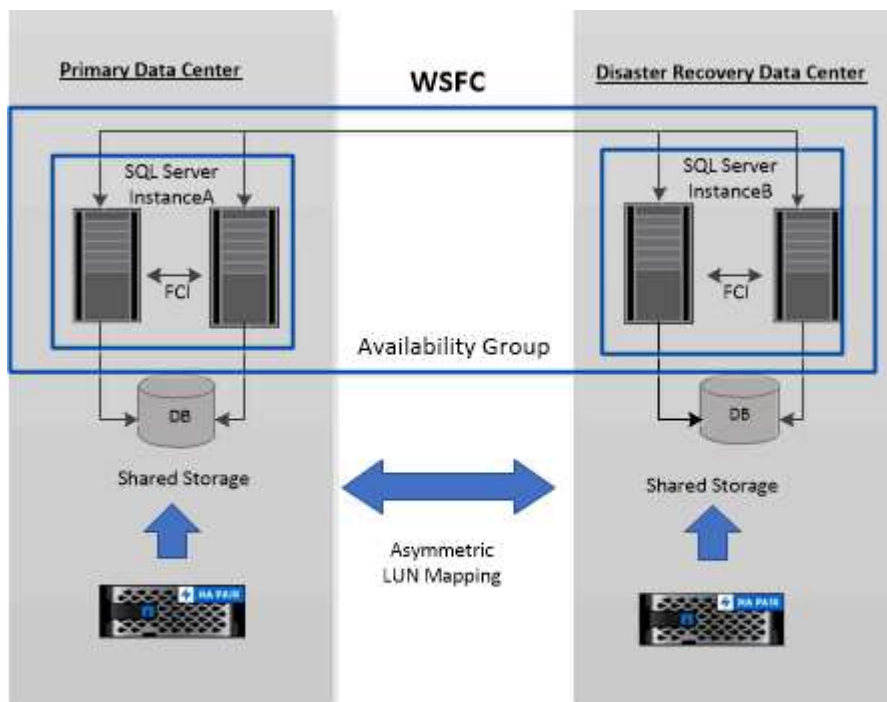 Primary Data Center
WSFC
Disaster Recovery Data Center
SQL Server
InstanceA
FCI
SQL Server
InstanceB
FCI
Availability Group
DB
DB
Shared Storage
Shared Storage
Asymmetric
LUN Mapping
HA PAIR
HA PAIR